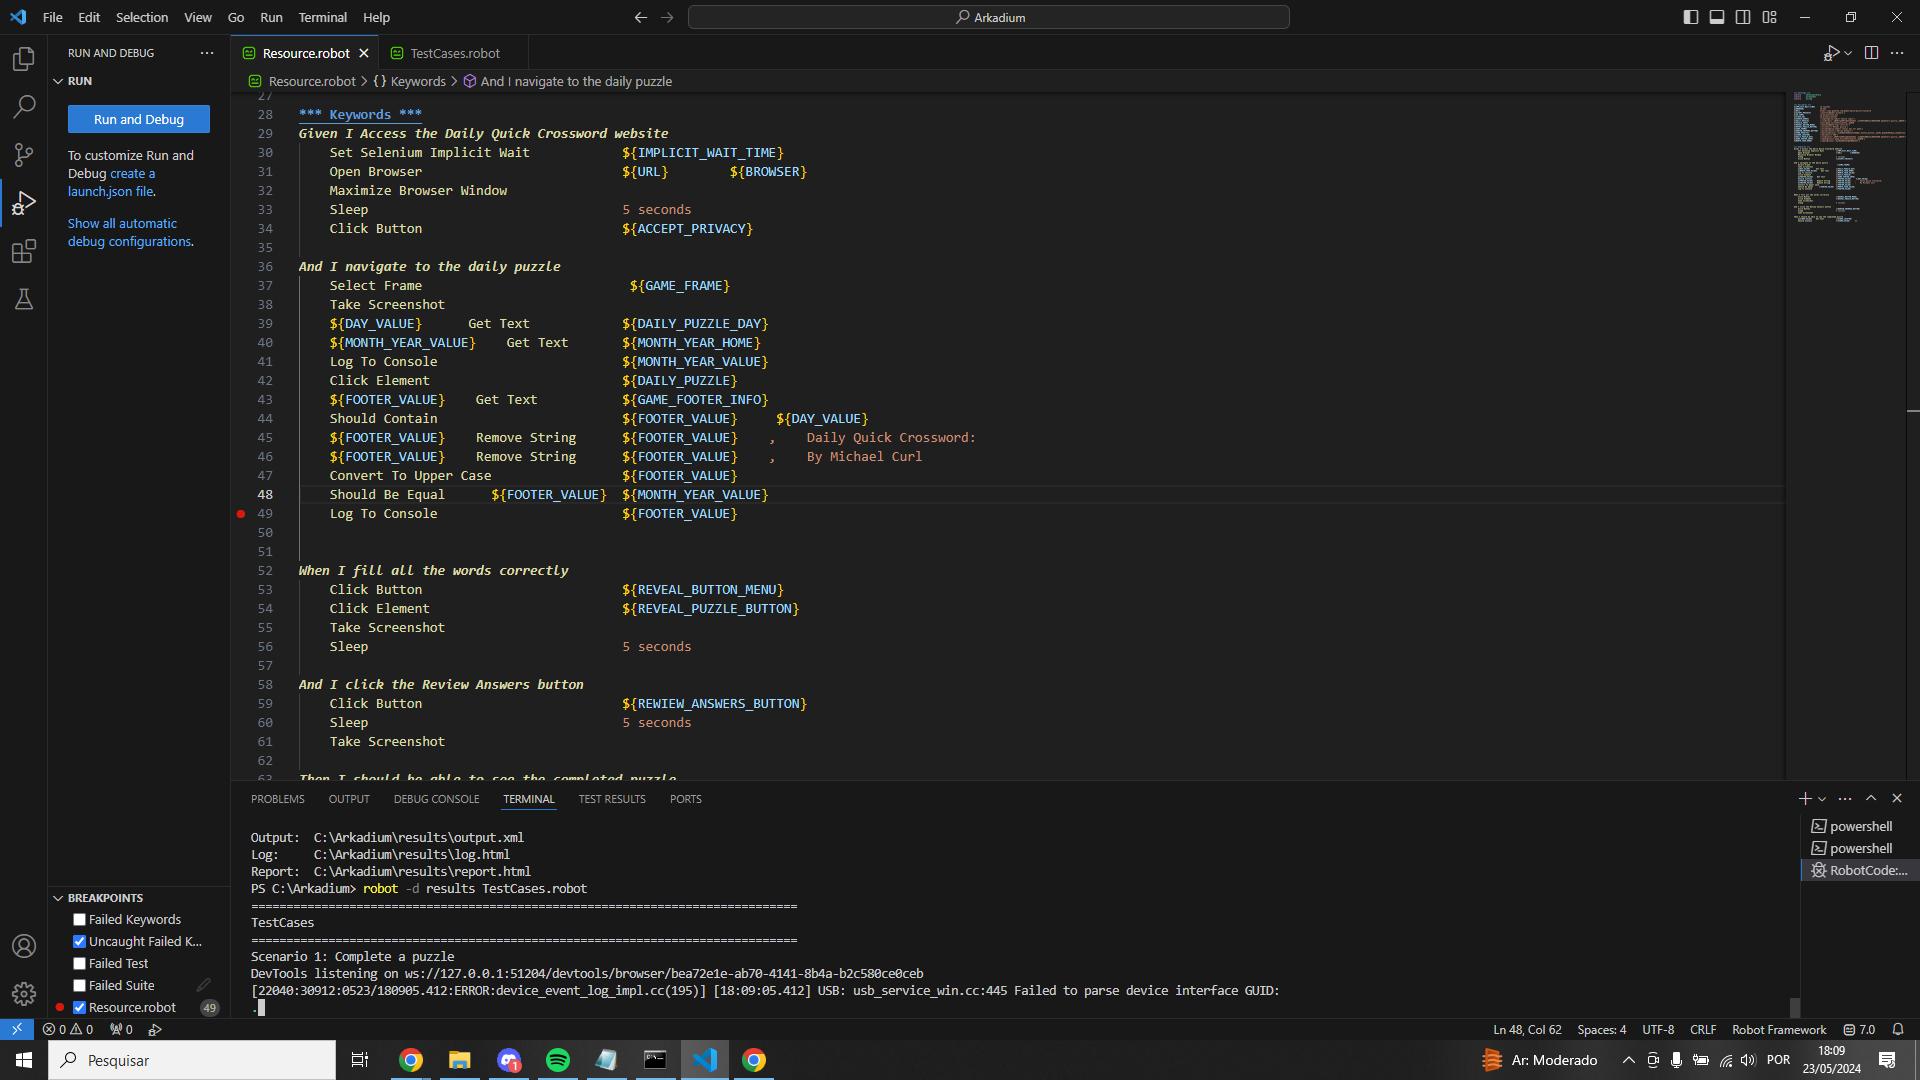 File Edit Selection View Go Run Terminal Help
Arkadium
RUN AND DEBUG
RUN
Run and Debug
To customize Run and
Debug create a
launch.json file.
Show all automatic
debug configurations.
BREAKPOINTS
Failed Keywords
Uncaught Failed K...
Failed Test
Failed Suite
Resource.robot 49
Resource.robot TestCases.robot
Resource.robot > {} Keywords > And I navigate to the daily puzzle
27
28 *** Keywords ***
29 Given I Access the Daily Quick Crossword website
30 Set Selenium Implicit Wait ${IMPLICIT_WAIT_TIME}
31 Open Browser ${URL} ${BROWSER}
32 Maximize Browser Window
33 Sleep 5 seconds
34 Click Button ${ACCEPT_PRIVACY}
35
36 And I navigate to the daily puzzle
37 Select Frame ${GAME_FRAME}
38 Take Screenshot
39 ${DAY_VALUE} Get Text ${DAILY_PUZZLE_DAY}
40 ${MONTH_YEAR_VALUE} Get Text ${MONTH_YEAR_HOME}
41 Log To Console ${MONTH_YEAR_VALUE}
42 Click Element ${DAILY_PUZZLE}
43 ${FOOTER_VALUE} Get Text ${GAME_FOOTER_INFO}
44 Should Contain ${FOOTER_VALUE} ${DAY_VALUE}
45 ${FOOTER_VALUE} Remove String ${FOOTER_VALUE} , Daily Quick Crossword:
46 ${FOOTER_VALUE} Remove String ${FOOTER_VALUE} , By Michael Curl
47 Convert To Upper Case ${FOOTER_VALUE}
48 Should Be Equal ${FOOTER_VALUE} ${MONTH_YEAR_VALUE}
49 Log To Console ${FOOTER_VALUE}
50
51
52 When I fill all the words correctly
53 Click Button ${REVEAL_BUTTON_MENU}
54 Click Element ${REVEAL_PUZZLE_BUTTON}
55 Take Screenshot
56 Sleep 5 seconds
57
58 And I click the Review Answers button
59 Click Button ${REWIEW_ANSWERS_BUTTON}
60 Sleep 5 seconds
61 Take Screenshot
62
63 Then I should be able to see the completed puzzle
PROBLEMS OUTPUT DEBUG CONSOLE TERMINAL TEST RESULTS PORTS
Output: C:\Arkadium\results\output.xml
Log: C:\Arkadium\results\log.html
Report: C:\Arkadium\results\report.html
PS C:\Arkadium> robot -d results TestCases.robot
==============================================================================
TestCases
==============================================================================
Scenario 1: Complete a puzzle
DevTools listening on ws://127.0.0.1:51204/devtools/browser/bea72e1e-ab70-4141-8b4a-b2c580ce0ceb
[22040:30912:0523/180905.412:ERROR:device_event_log_impl.cc(195)] [18:09:05.412] USB: usb_service_win.cc:445 Failed to parse device interface GUID:
.
powershell
powershell
RobotCode:...
0 0 0
Ln 48, Col 62 Spaces: 4 UTF-8 CRLF Robot Framework 7.0
Pesquisar
1
Ar: Moderado
POR
18:09
23/05/2024